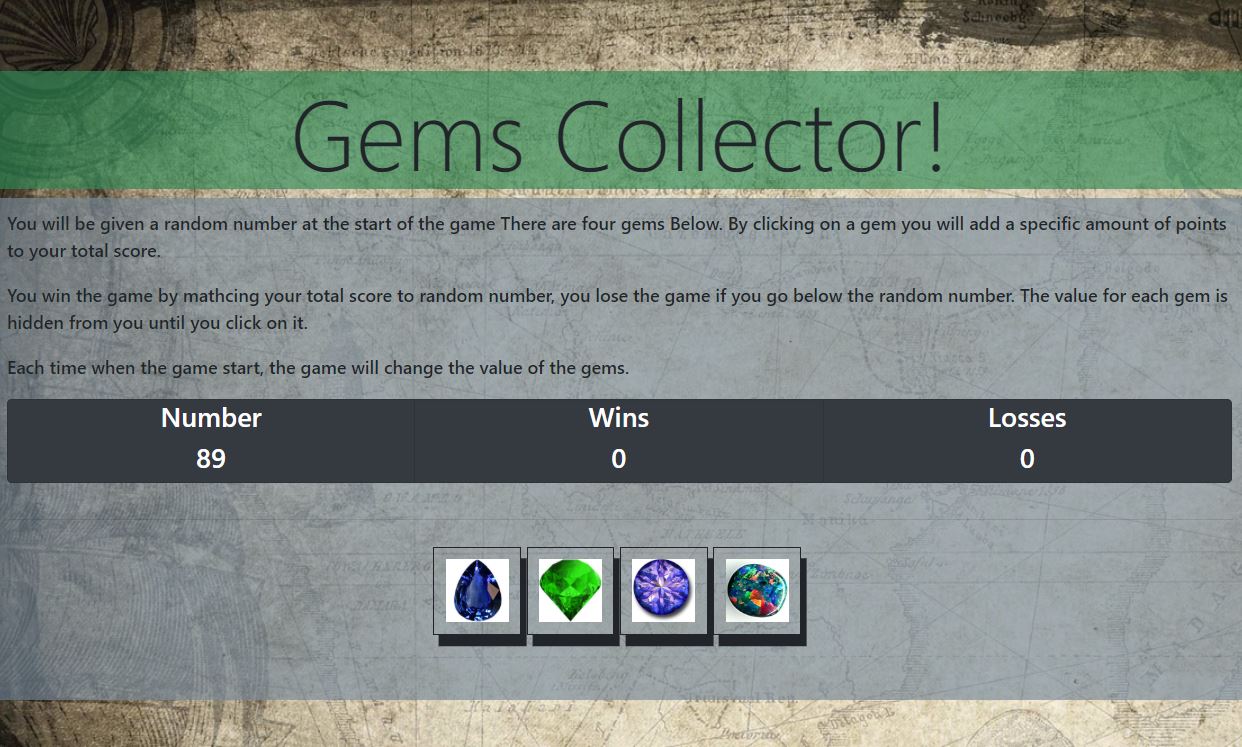 Schneeberg
Gems Collector!
You will be given a random number at the start of the game There are four gems Below. By clicking on a gem you will add a specific amount of points
to your total score.
You win the game by mathcing your total score to random number, you lose the game if you go below the random number. The value for each gem is
hidden from you until you click on it.
Each time when the game start, the game will change the value of the gems.
Number Wins Losses
89 0 0
Manika